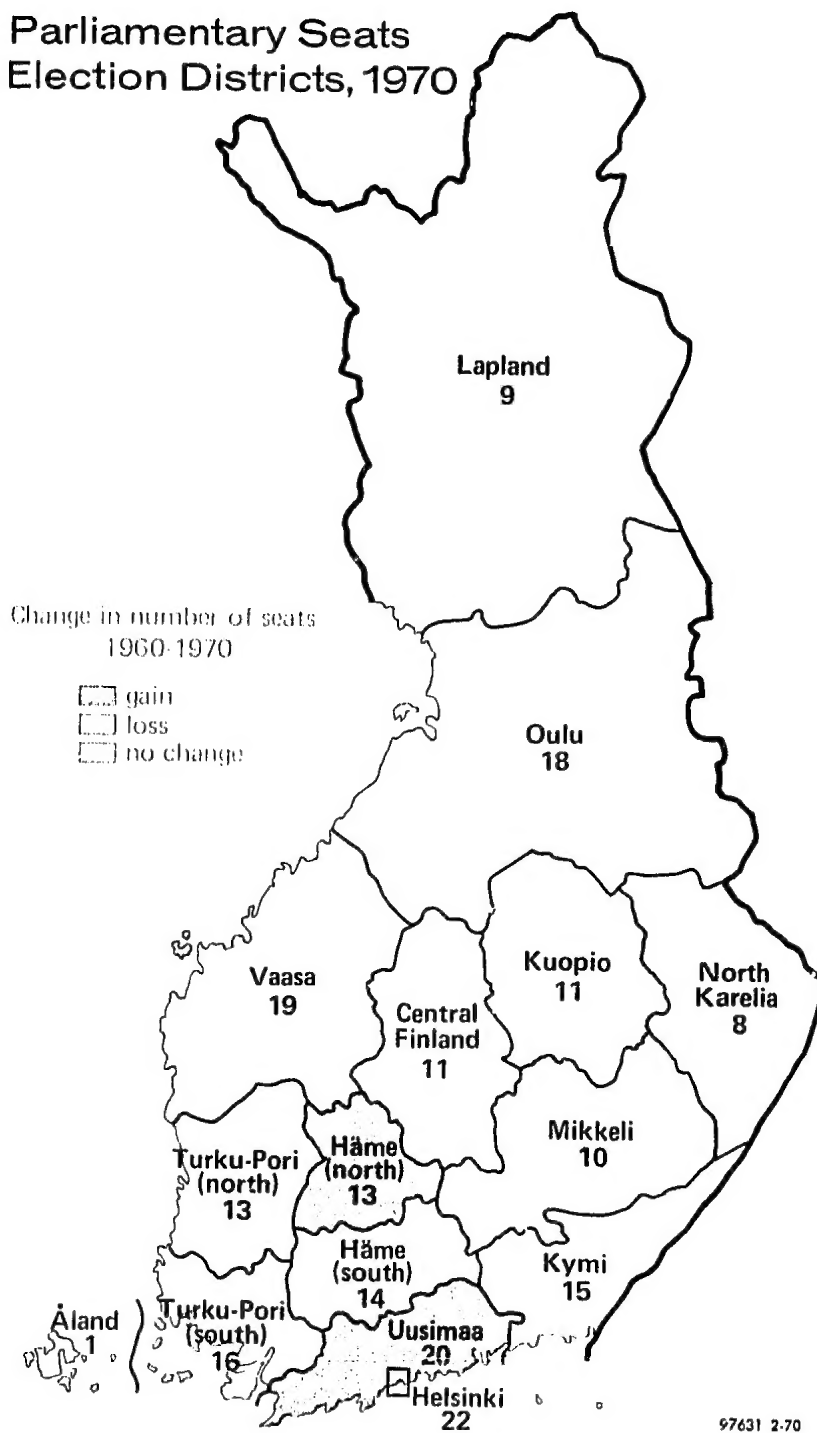 Parliamentary Seats
Election Districts, 1970
Lapland
9
Change in number of seats
1960-1970
gain
loss
no change
Oulu
18
Vaasa
19
Central
Finland
11
Kuopio
11
North
Karelia
8
Turku-Pori
(north)
13
Häme
(north)
13
Mikkeli
10
Häme
(south)
14
Kymi
15
Åland
1
Turku-Pori
(south)
16
Uusimaa
20
Helsinki
22
97631 2-70